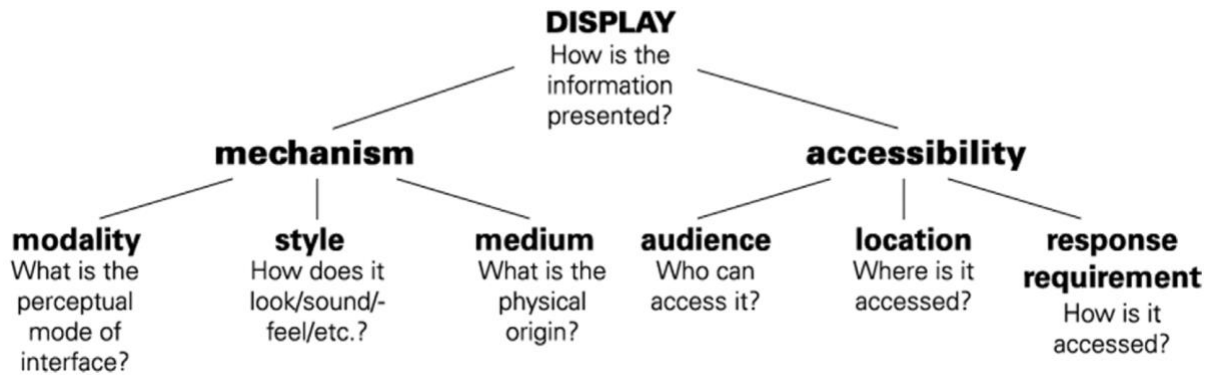 DISPLAY
How is the
information
presented?
mechanism
accessibility
modality
What is the
perceptual
mode of
interface?
style
How does it
look/sound/-
feel/etc.?
medium
What is the
physical
origin?
audience
Who can
access it?
location
Where is it
accessed?
response
requirement
How is it
accessed?